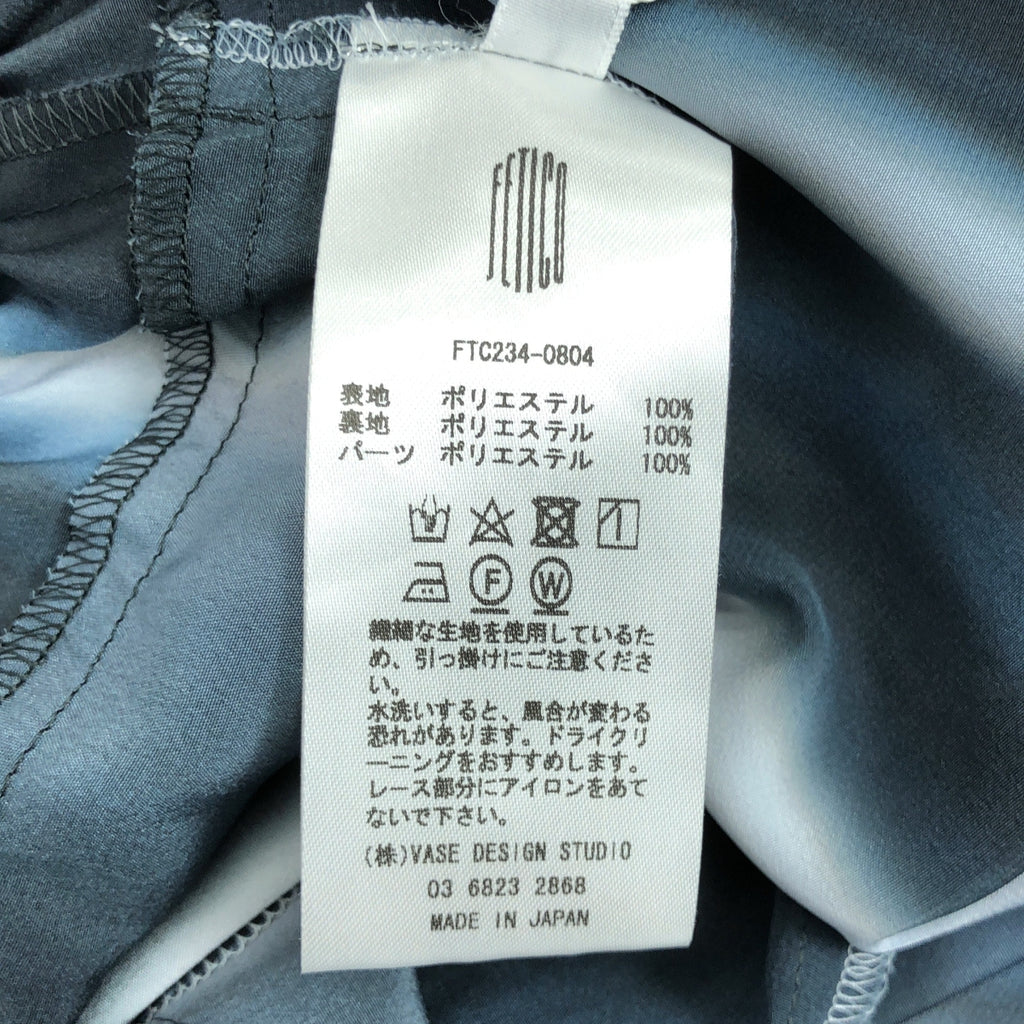 FETICO
FTC234-0804
表地 ポリエステル 100%
裏地 ポリエステル 100%
パーツ ポリエステル 100%
F W
繊細な生地を使用しているた
め、引っ掛けにご注意くださ
い。
水洗いすると、風合が変わる
恐れがあります。ドライクリ
ーニングをおすすめします。
レース部分にアイロンをあて
ないで下さい。
(株)VASE DESIGN STUDIO
03 6823 2868
MADE IN JAPAN